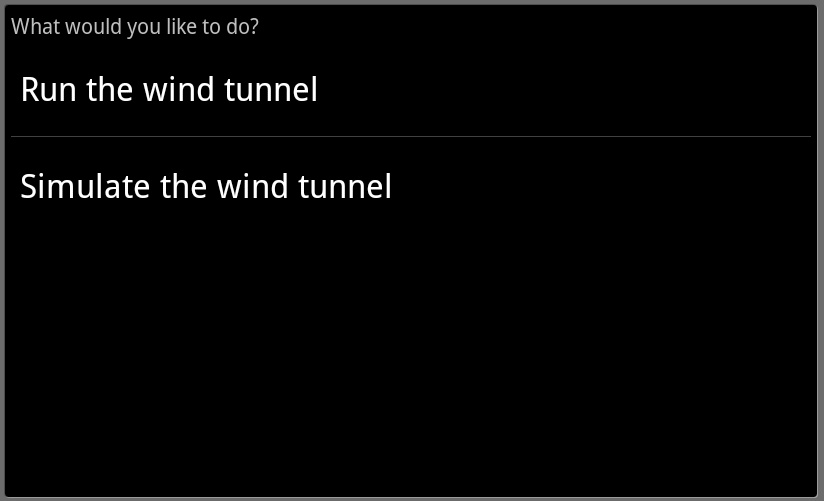 What would you like to do?
Run the wind tunnel
Simulate the wind tunnel